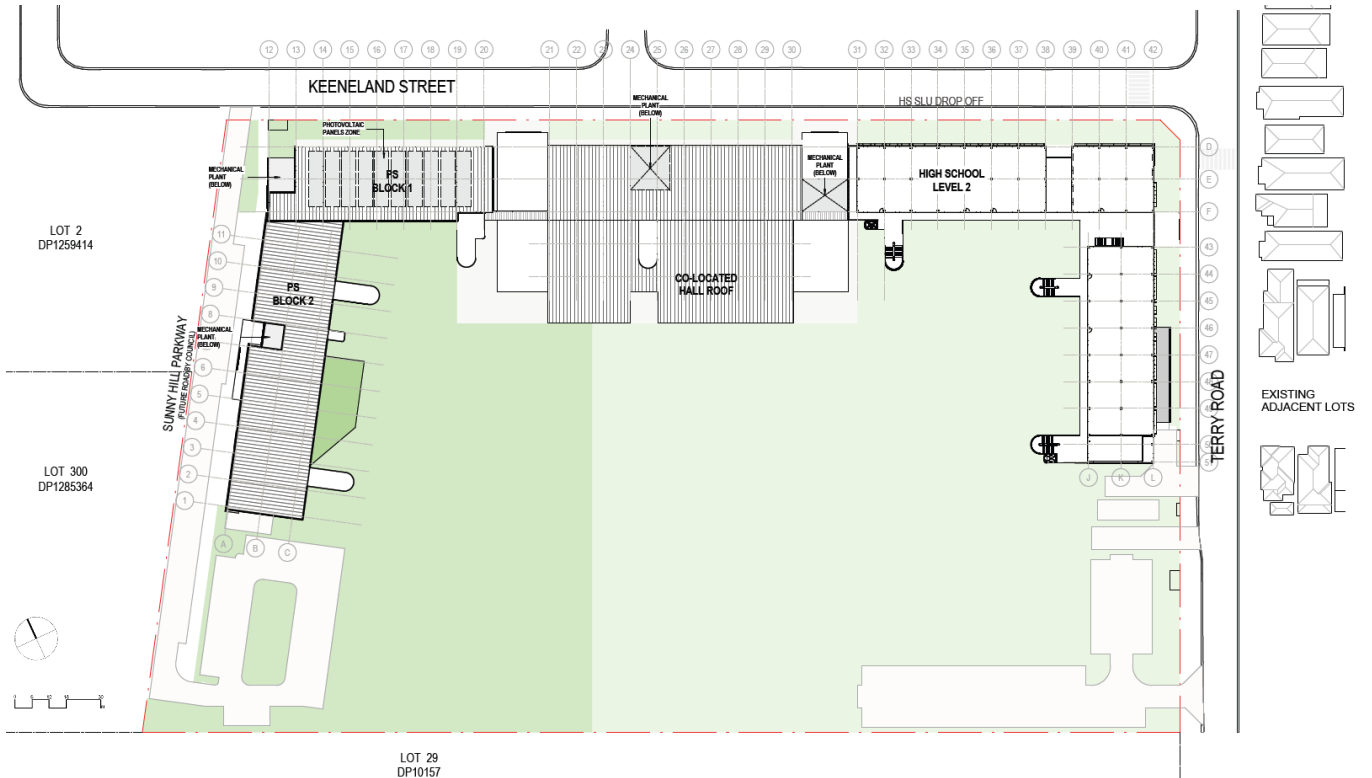 12 13 14 15 16 17 18 19 20 21 22 23 24 25 26 27 28 29 30 31 32 33 34 35 36 37 38 39 40 41 42
KEENELAND STREET
MECHANICAL
PLANT
(BELOW)
HS SLU DROP OFF
PHOTOVOLTAIC
PANELS ZONE
MECHANICAL
PLANT
(BELOW)
PS
BLOCK 1
MECHANICAL
PLANT
(BELOW)
HIGH SCHOOL
LEVEL 2
D
E
F
LOT 2
DP1259414
11
10
9
8
6
5
4
3
2
1
PS
BLOCK 2
MECHANICAL
PLANT
(BELOW)
CO-LOCATED
HALL ROOF
43
44
45
46
47
48
49
SUNNY HILL PARKWAY
(FUTURE ROAD BY COUNCIL)
TERRY ROAD
EXISTING
ADJACENT LOTS
LOT 300
DP1285364
J K L
A B C
LOT 29
DP10157